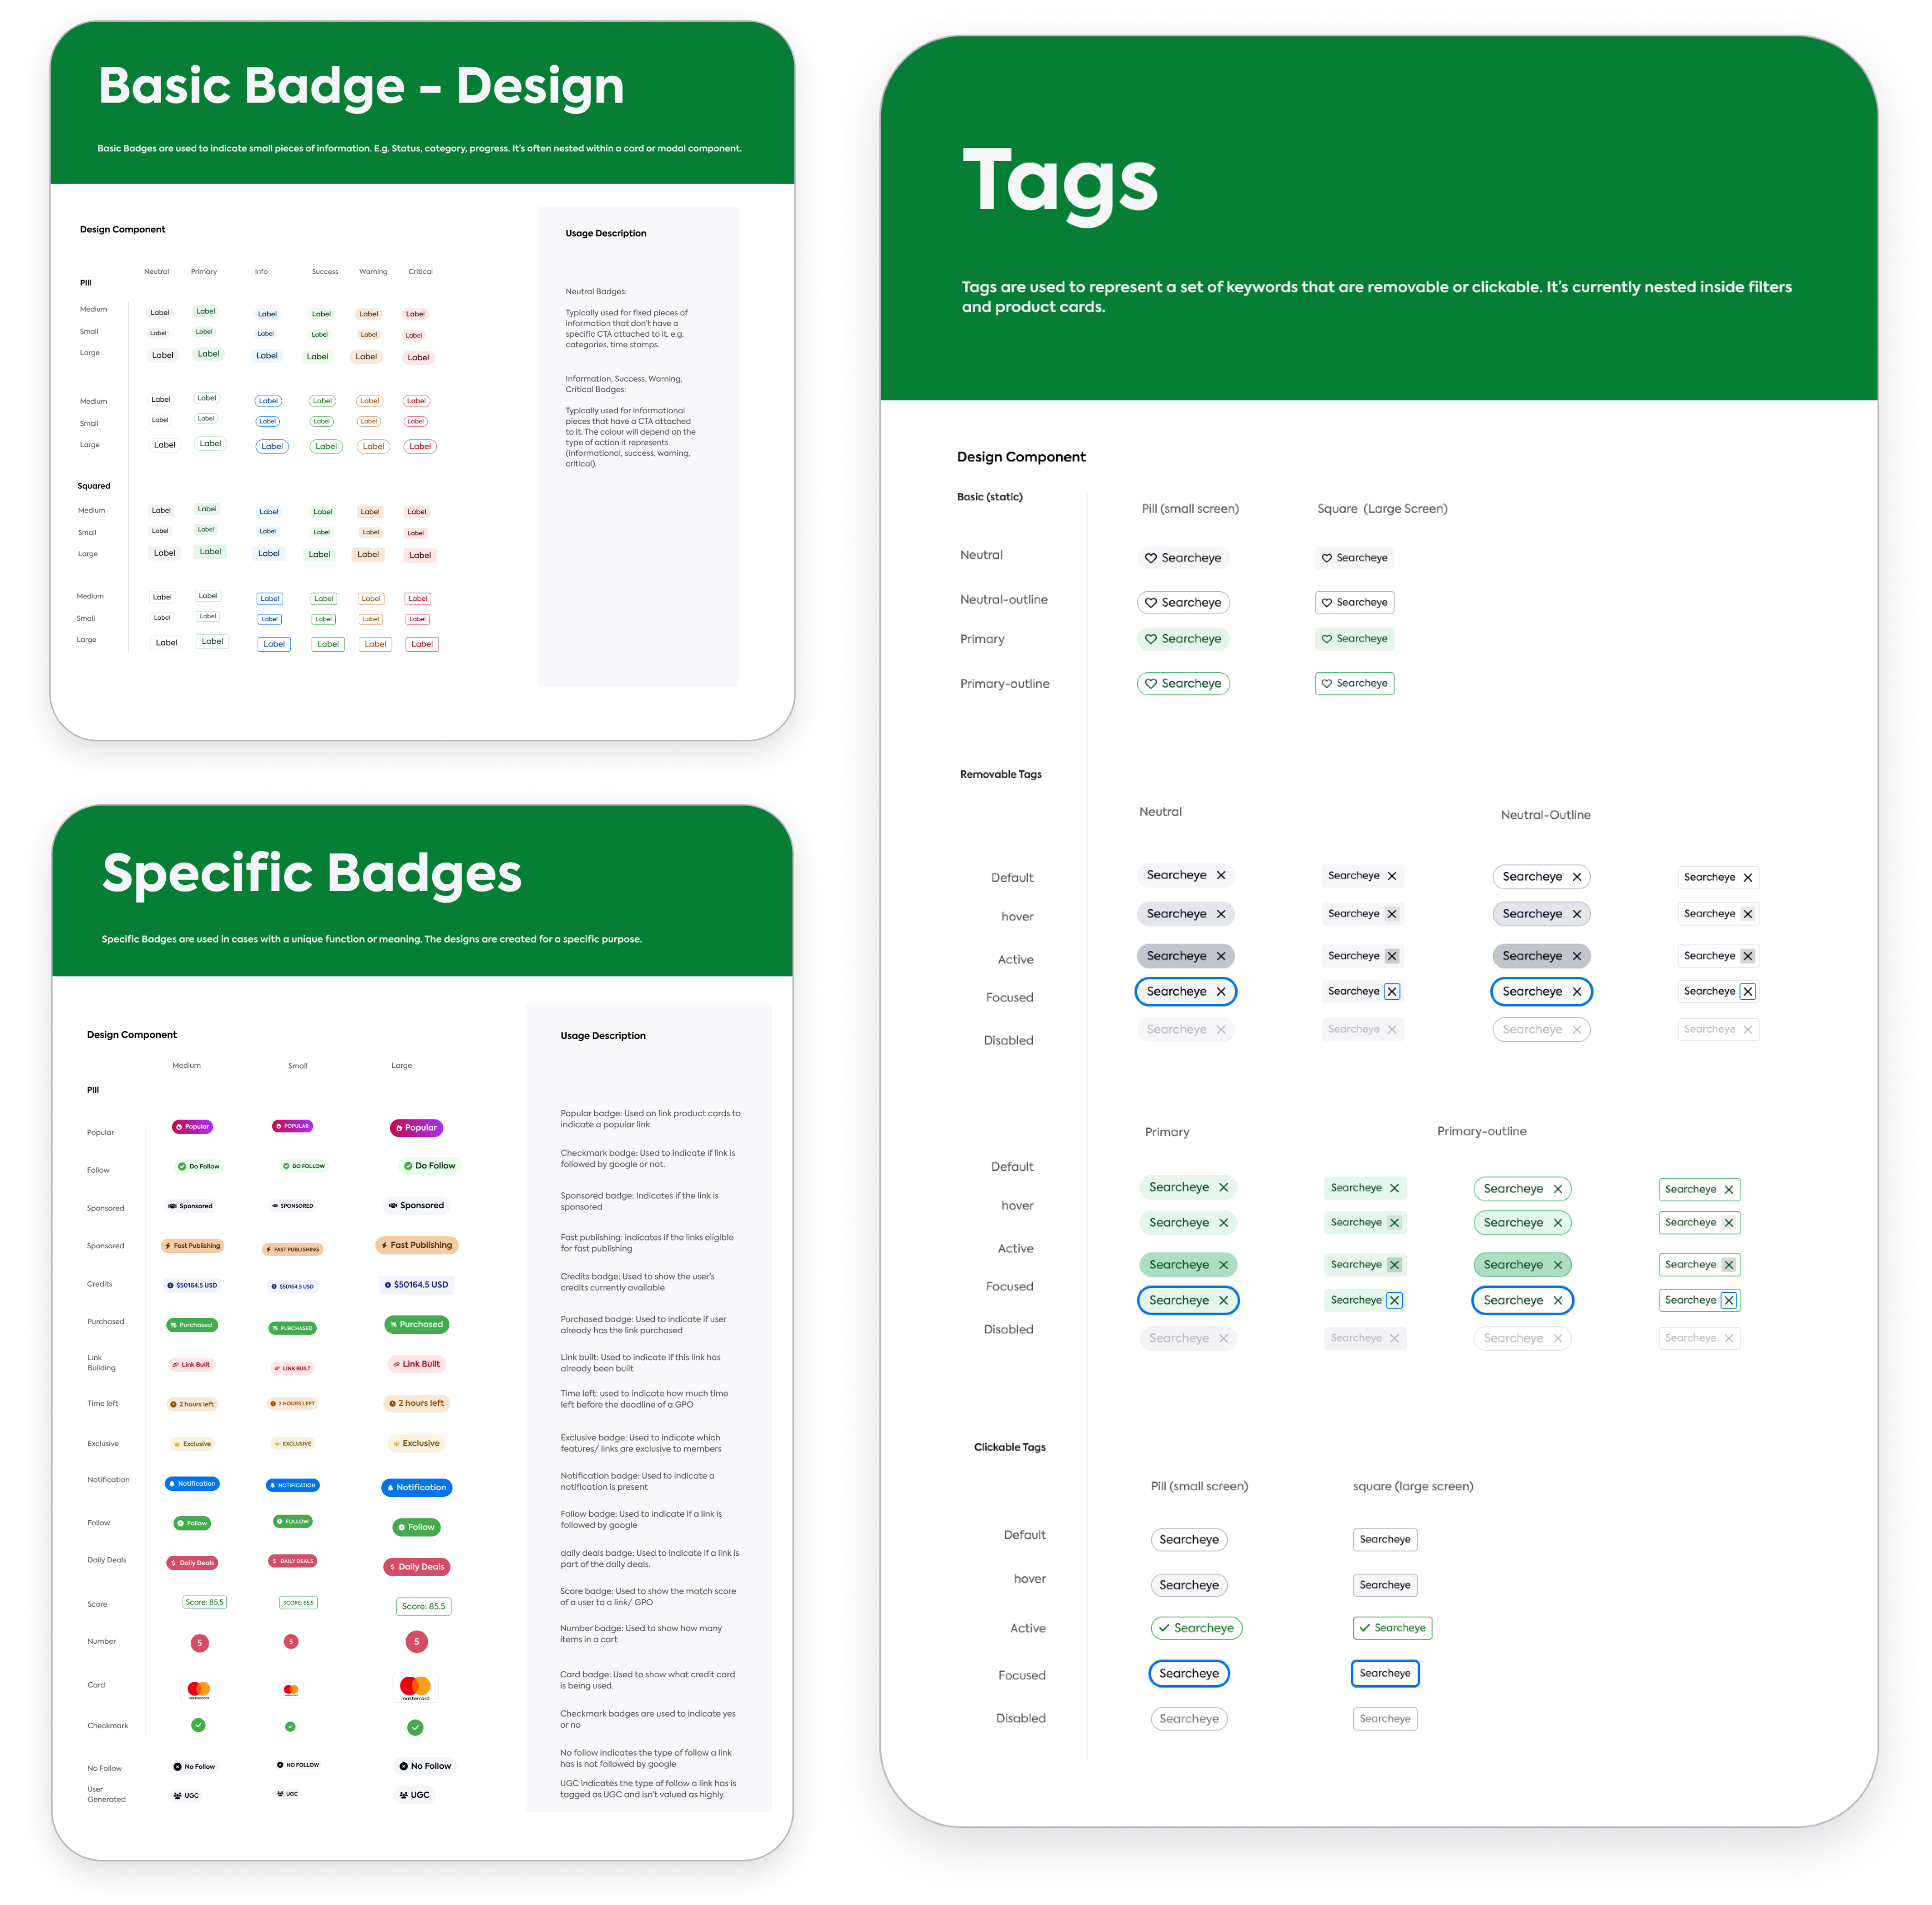 Basic Badge - Design
Basic Badges are used to indicate small pieces of information. E.g. Status, category, progress. It's often nested within a card or modal component.
Design Component
Neutral Primary info Success Warning Critical
Pill
Medium Label Label Label Label Label Label
Small Label Label Label Label Label Label
Large Label Label Label Label Label Label
Medium Label Label Label Label Label Label
Small Label Label Label Label Label Label
Large Label Label Label Label Label Label
Squared
Medium Label Label Label Label Label Label
Small Label Label Label Label Label Label
Large Label Label Label Label Label Label
Medium Label Label Label Label Label Label
Small Label Label Label Label Label Label
Large Label Label Label Label Label Label
Usage Description
Neutral Badges:
Typically used for fixed pieces of
information that don't have a
specific CTA attached to it. e.g.
categories, time stamps.
Information, Success, Warning,
Critical Badges:
Typically used for informational
pieces that have a CTA attached
to it. The colour will depend on the
type of action it represents
(informational, success, warning,
critical).
Specific Badges
Specific Badges are used in cases with a unique function or meaning. The designs are created for a specific purpose.
Design Component
Medium Small Large
Pill
Popular Popular POPULAR Popular
Follow Do Follow DO FOLLOW Do Follow
Sponsored Sponsored SPONSORED Sponsored
Sponsored Fast Publishing FAST PUBLISHING Fast Publishing
Credits $50164.5 USD $50164.5 USD $50164.5 USD
Purchased Purchased PURCHASED Purchased
Link
Building Link Built LINK BUILT Link Built
Time left 2 hours left 2 HOURS LEFT 2 hours left
Exclusive Exclusive EXCLUSIVE Exclusive
Notification Notification NOTIFICATION Notification
Follow Follow FOLLOW Follow
Daily Deals Daily Deals DAILY DEALS Daily Deals
Score Score: 85.5 SCORE: 85.5 Score: 85.5
Number 5 5 5
Card mastercard mastercard mastercard
Checkmark
No Follow No Follow NO FOLLOW No Follow
User
Generated UGC UGC UGC
Usage Description
Popular badge: Used on link product cards to
indicate a popular link
Checkmark badge: Used to indicate if link is
followed by google or not.
Sponsored badge: Indicates if the link is
sponsored
Fast publishing: indicates if the links eligible
for fast publishing
Credits badge: Used to show the user's
credits currently available
Purchased badge: Used to indicate if user
already has the link purchased
Link built: Used to indicate if this link has
already been built
Time left: used to indicate how much time
left before the deadline of a GPO
Exclusive badge: Used to indicate which
features/ links are exclusive to members
Notification badge: Used to indicate a
notification is present
Follow badge: Used to indicate if a link is
followed by google
daily deals badge: Used to indicate if a link is
part of the daily deals.
Score badge: Used to show the match score
of a user to a link/ GPO
Number badge: Used to show how many
items in a cart
Card badge: Used to show what credit card
is being used.
Checkmark badges are used to indicate yes
or no
No follow indicates the type of follow a link
has is not followed by google
UGC indicates the type of follow a link has is
tagged as UGC and isn't valued as highly.
Tags
Tags are used to represent a set of keywords that are removable or clickable. It's currently nested inside filters
and product cards.
Design Component
Basic (static)
Pill (small screen) Square (Large Screen)
Neutral Searcheye Searcheye
Neutral-outline Searcheye Searcheye
Primary Searcheye Searcheye
Primary-outline Searcheye Searcheye
Removable Tags
Neutral Neutral-Outline
Default Searcheye Searcheye Searcheye Searcheye
hover Searcheye Searcheye Searcheye Searcheye
Active Searcheye Searcheye Searcheye Searcheye
Focused Searcheye Searcheye Searcheye Searcheye
Disabled Searcheye Searcheye Searcheye Searcheye
Primary Primary-outline
Default Searcheye Searcheye Searcheye Searcheye
hover Searcheye Searcheye Searcheye Searcheye
Active Searcheye Searcheye Searcheye Searcheye
Focused Searcheye Searcheye Searcheye Searcheye
Disabled Searcheye Searcheye Searcheye Searcheye
Clickable Tags
Pill (small screen) square (large screen)
Default Searcheye Searcheye
hover Searcheye Searcheye
Active Searcheye Searcheye
Focused Searcheye Searcheye
Disabled Searcheye Searcheye